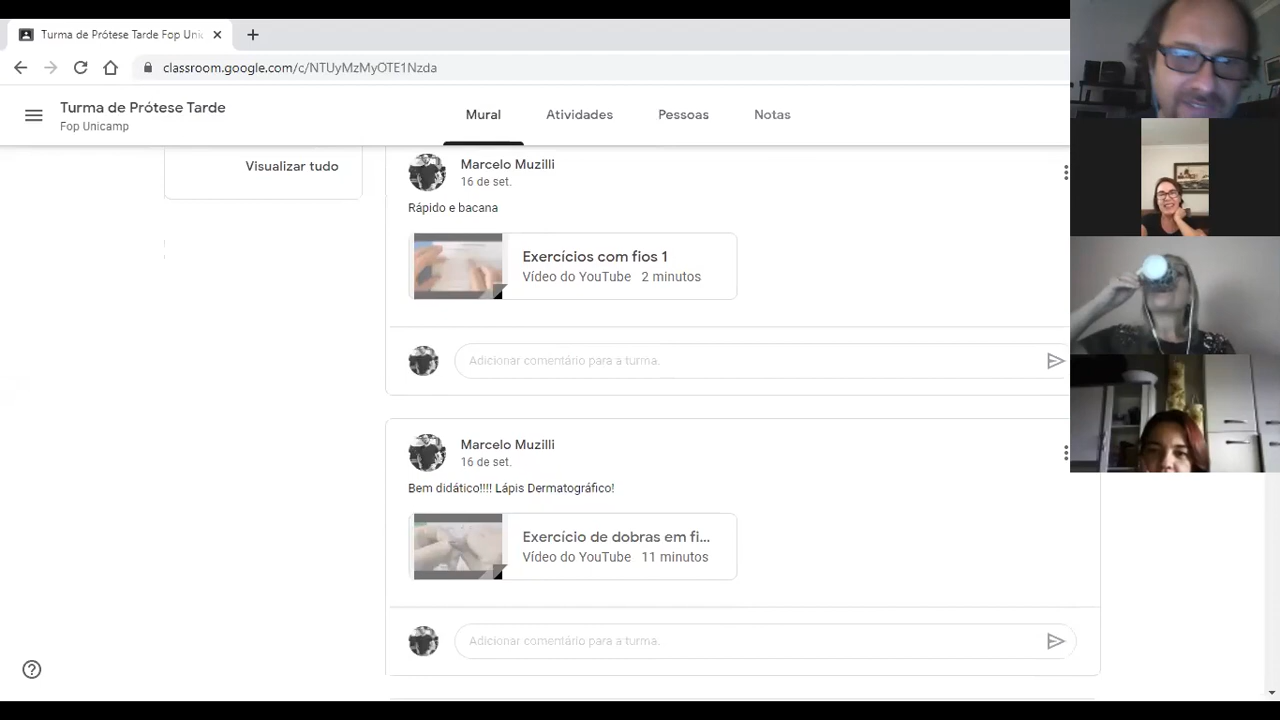 Turma de Prótese Tarde Fop Unic
classroom.google.com/c/NTUyMzMyOTE1Nzda
Turma de Prótese Tarde
Fop Unicamp
Mural
Atividades
Pessoas
Notas
Visualizar tudo
Marcelo Muzilli
16 de set.
Rápido e bacana
Exercícios com fios 1
Vídeo do YouTube 2 minutos
Adicionar comentário para a turma.
Marcelo Muzilli
16 de set.
Bem didático!!!! Lápis Dermatográfico!
Exercício de dobras em fi...
Vídeo do YouTube 11 minutos
Adicionar comentário para a turma.